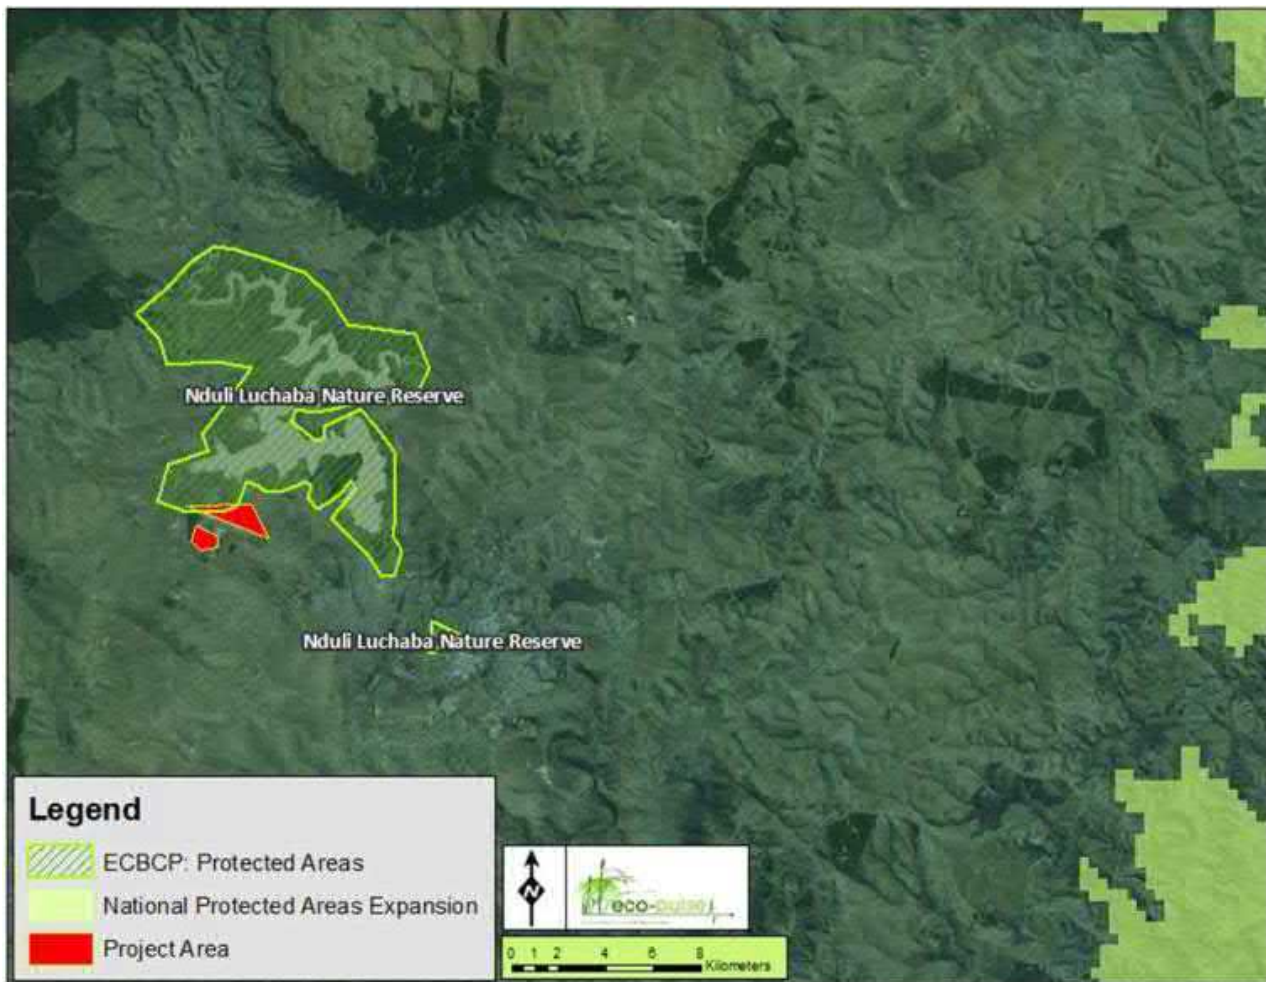 Nduli Luchaba Nature Reserve
Nduli Luchaba Nature Reserve
Legend
ECBCP: Protected Areas
National Protected Areas Expansion
Project Area
N
eco-pulse
0 1 2 4 6 8
Kilometers